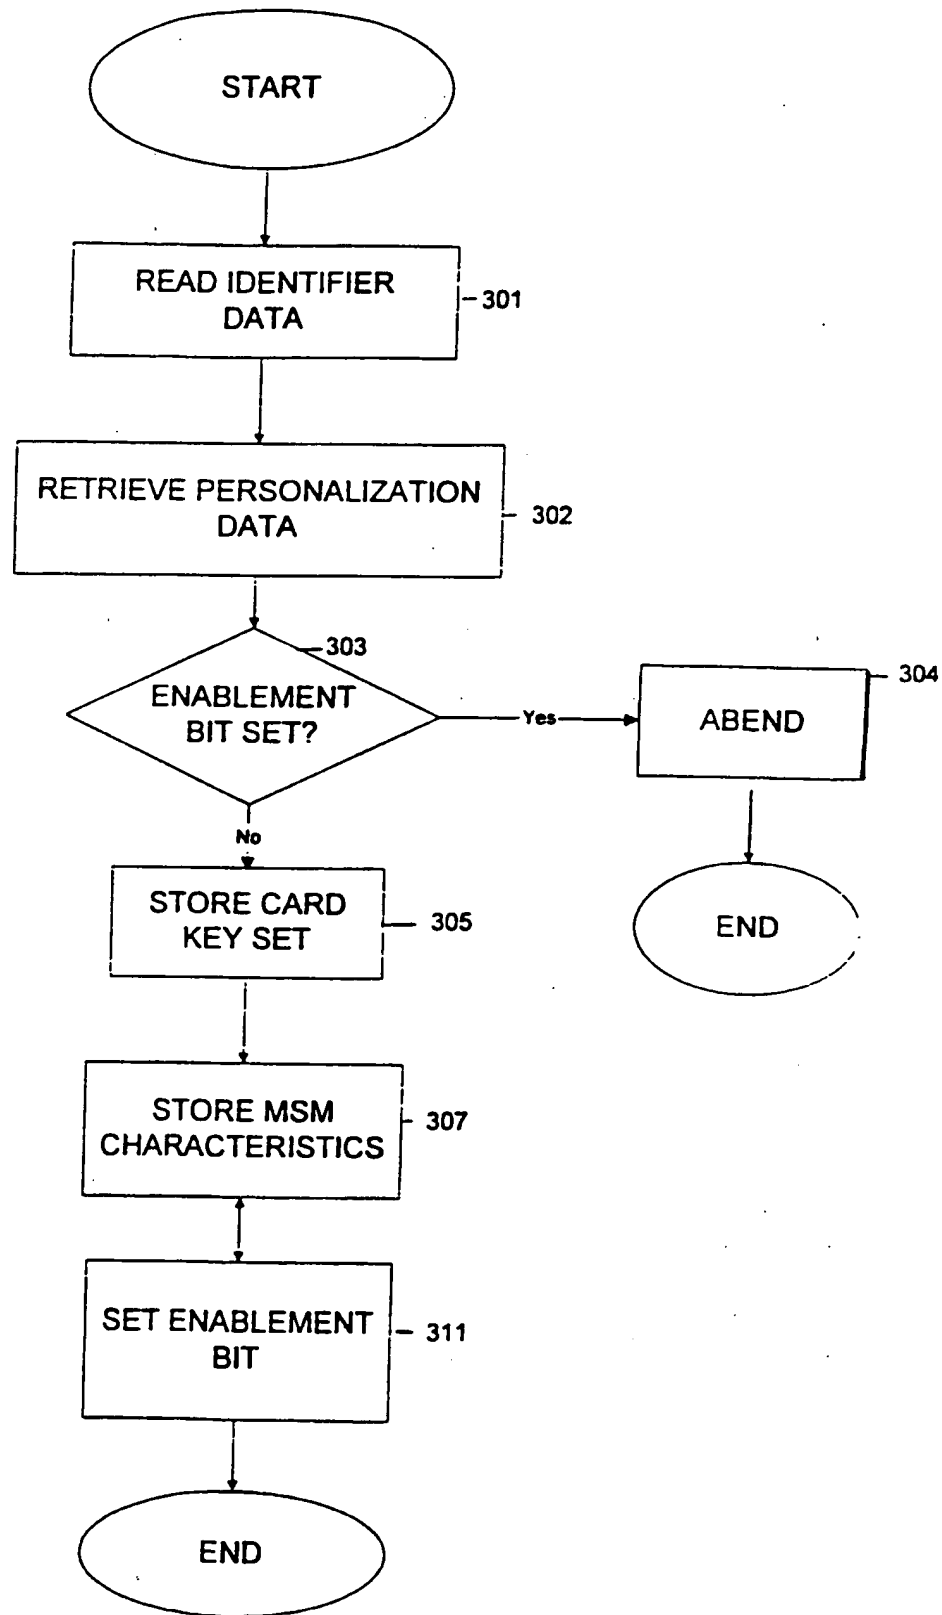 START
READ IDENTIFIER
DATA
301
RETRIEVE PERSONALIZATION
DATA
302
303
ENABLEMENT
BIT SET?
Yes
ABEND
304
END
No
STORE CARD
KEY SET
305
STORE MSM
CHARACTERISTICS
307
SET ENABLEMENT
BIT
311
END